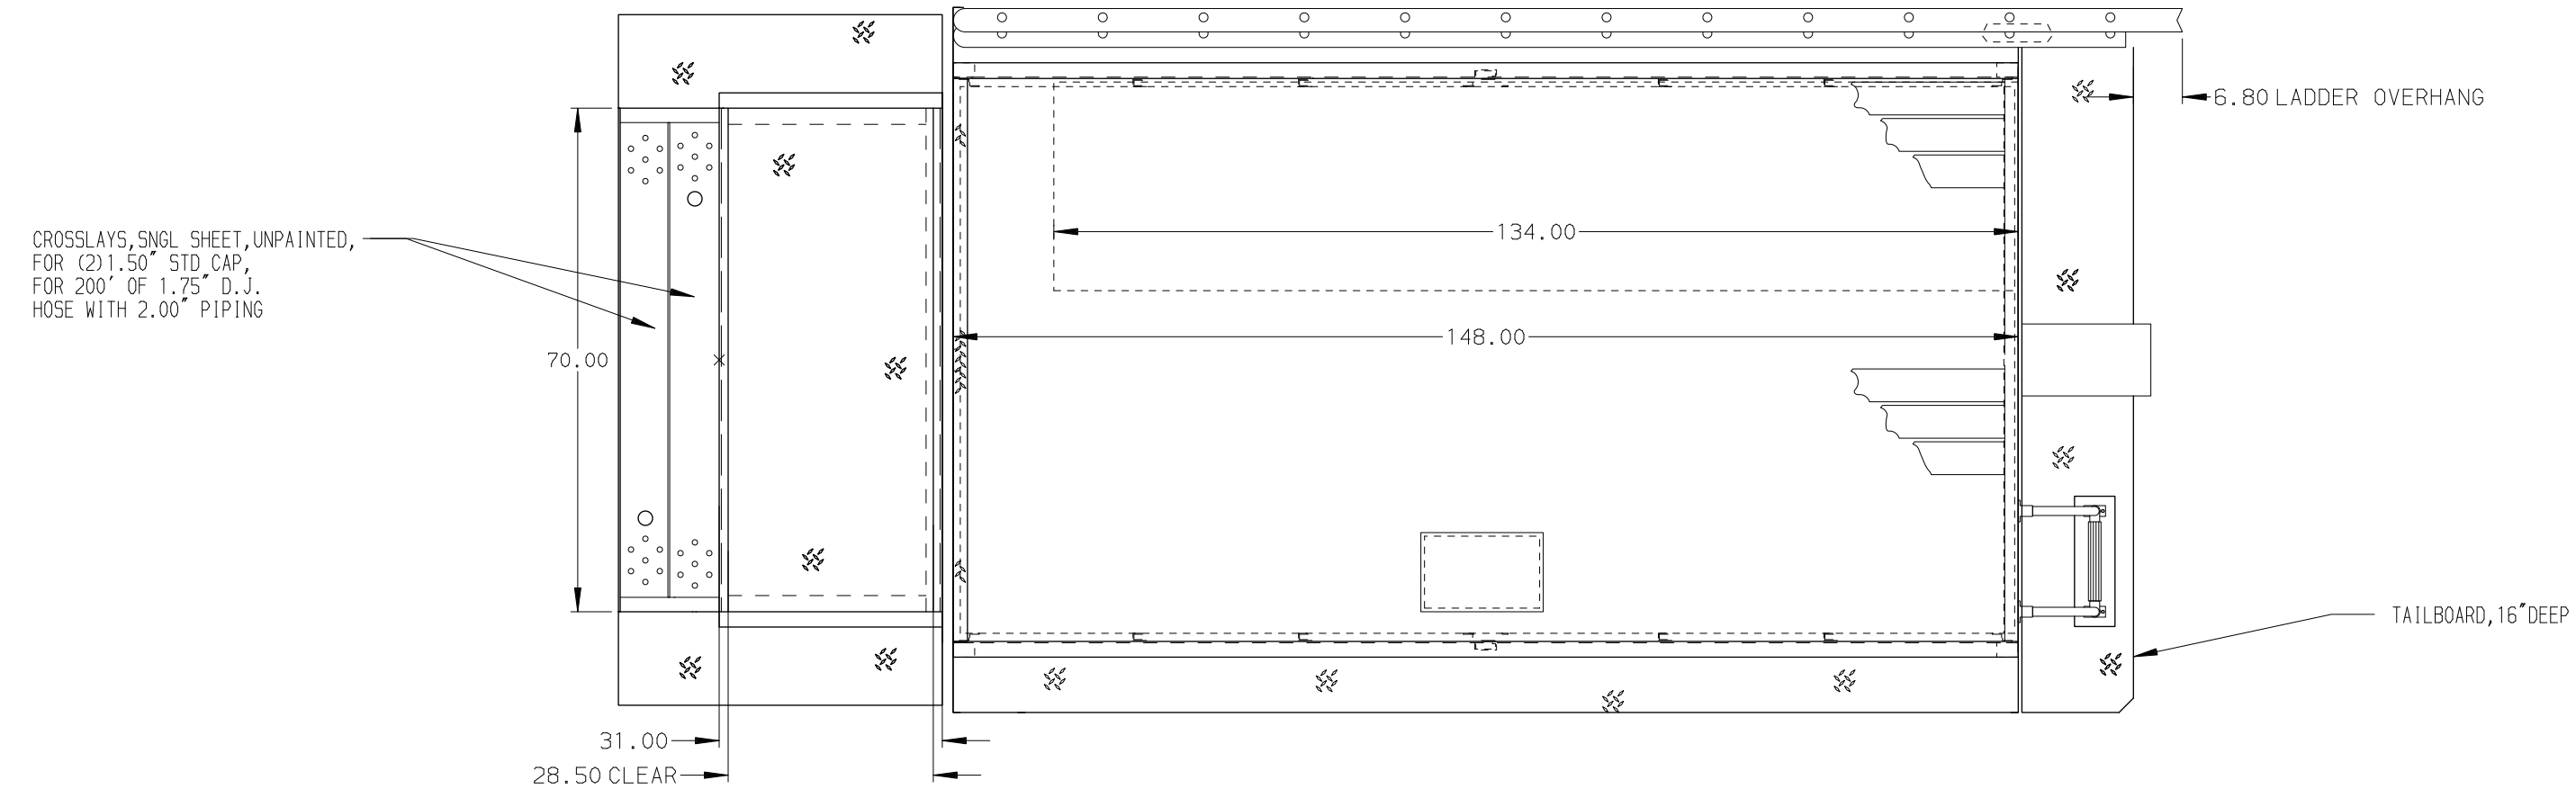 6.80 LADDER OVERHANG
CROSSLAYS,SNGL SHEET,UNPAINTED,
FOR (2)1.50" STD CAP,
FOR 200' OF 1.75" D.J.
HOSE WITH 2.00" PIPING
134.00
148.00
70.00
TAILBOARD,16"DEEP
31.00
28.50 CLEAR